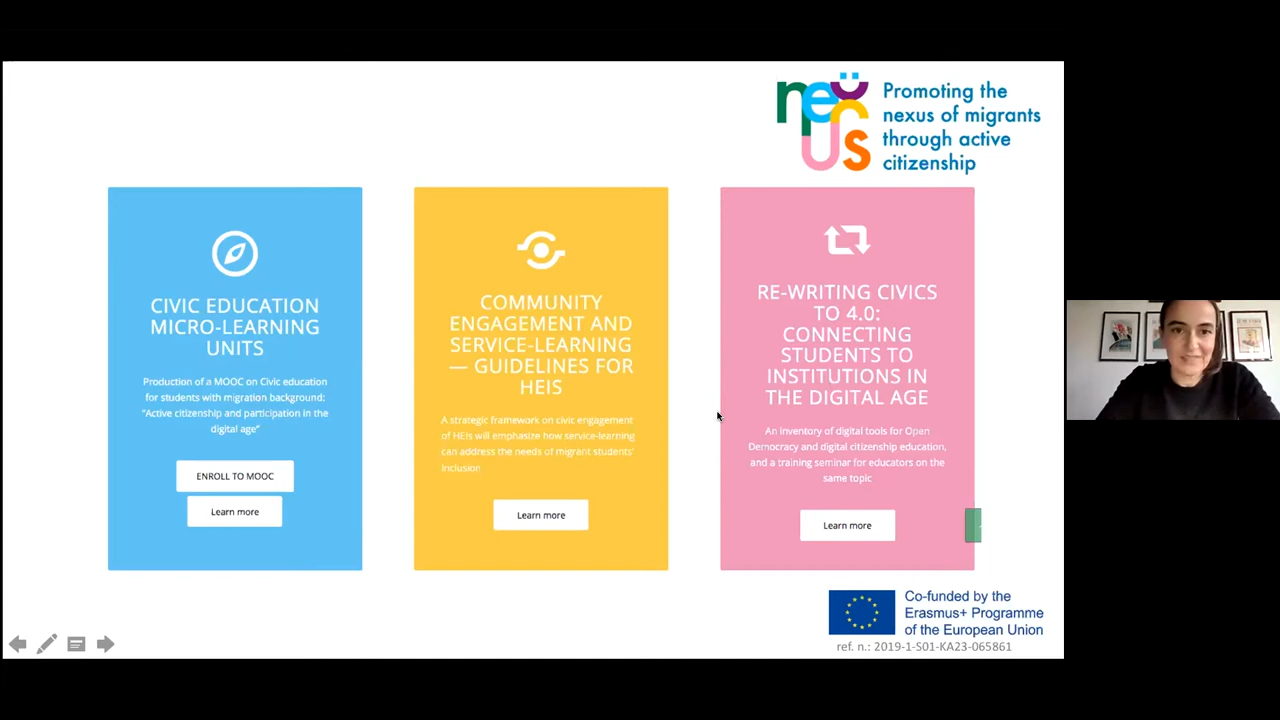 nexus
Promoting the
nexus of migrants
through active
citizenship
CIVIC EDUCATION
MICRO-LEARNING
UNITS
Production of a MOOC on Civic education
for students with migration background:
"Active citizenship and participation in the
digital age"
ENROLL TO MOOC
Learn more
COMMUNITY
ENGAGEMENT AND
SERVICE-LEARNING
— GUIDELINES FOR
HEIS
A strategic framework on civic engagement
of HEIs will emphasize how service-learning
can address the needs of migrant students'
inclusion
Learn more
RE-WRITING CIVICS
TO 4.0:
CONNECTING
STUDENTS TO
INSTITUTIONS IN
THE DIGITAL AGE
An inventory of digital tools for Open
Democracy and digital citizenship education,
and a training seminar for educators on the
same topic
Learn more
Co-funded by the
Erasmus+ Programme
of the European Union
ref. n.: 2019-1-S01-KA23-065861